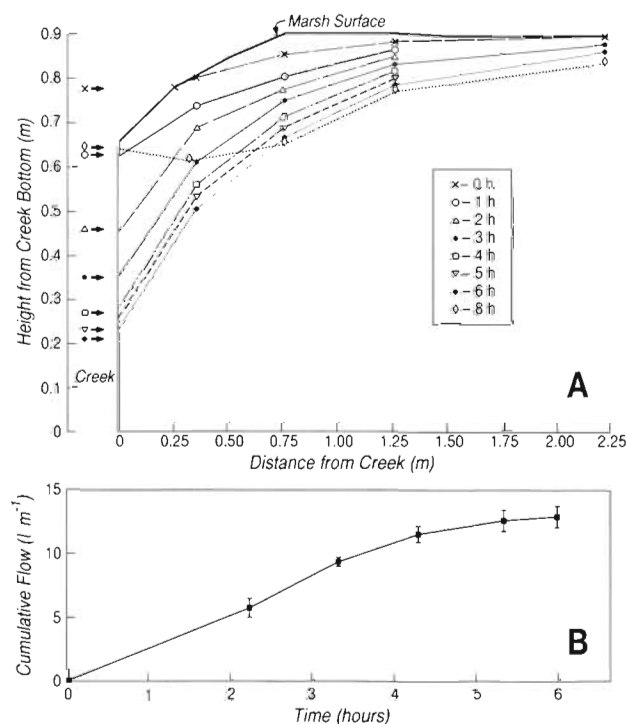 Marsh Surface
0.9
0.8
0.7
0.6
0.5
0.4
0.3
0.2
0.1
0
Height from Creek Bottom (m)
Creek
0 h
1 h
2 h
3 h
4 h
5 h
6 h
8 h
A
0 0.25 0.50 0.75 1.00 1.25 1.50 1.75 2.00 2.25
Distance from Creek (m)
15
10
5
0
Cumulative Flow (l m-1)
B
0 1 2 3 4 5 6
Time (hours)